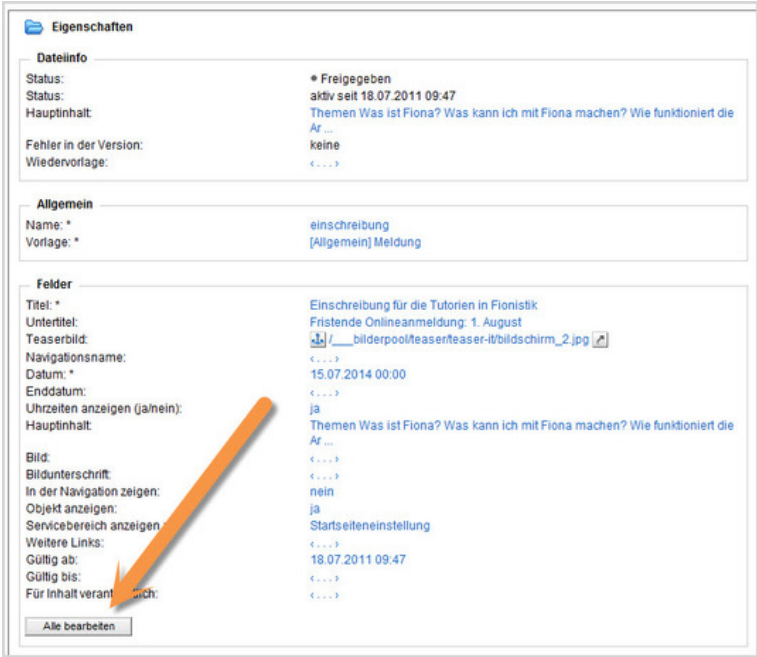 Eigenschaften
Dateiinfo
Status: Freigegeben
Status: aktiv seit 18.07.2011 09:47
Hauptinhalt: Themen Was ist Fiona? Was kann ich mit Fiona machen? Wie funktioniert die
Ar ...
Fehler in der Version: keine
Wiedervorlage: ‹ . . . ›
Allgemein
Name: * einschreibung
Vorlage: * [Allgemein] Meldung
Felder
Titel: * Einschreibung für die Tutorien in Fionistik
Untertitel: Fristende Onlineanmeldung: 1. August
Teaserbild: /___bilderpool/teaser/teaser-it/bildschirm_2.jpg
Navigationsname: ‹ . . . ›
Datum: * 15.07.2014 00:00
Enddatum: ‹ . . . ›
Uhrzeiten anzeigen (ja/nein): ja
Hauptinhalt: Themen Was ist Fiona? Was kann ich mit Fiona machen? Wie funktioniert die
Ar ...
Bild: ‹ . . . ›
Bildunterschrift: ‹ . . . ›
In der Navigation zeigen: nein
Objekt anzeigen: ja
Servicebereich anzeigen Startseiteneinstellung
Weitere Links: ‹ . . . ›
Gültig ab: 18.07.2011 09:47
Gültig bis: ‹ . . . ›
Für Inhalt ‹ . . . ›
Alle bearbeiten